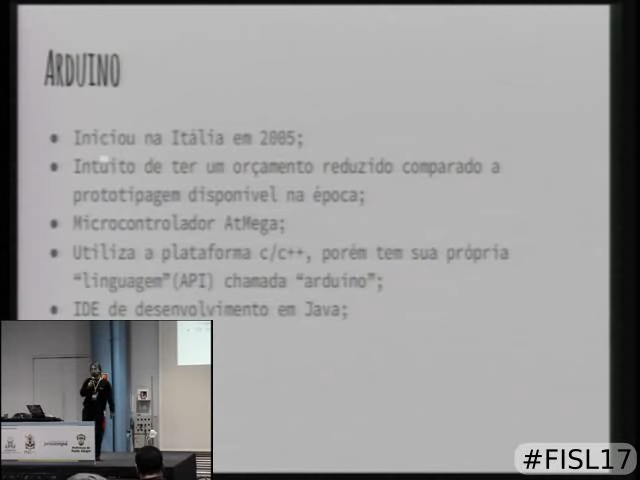 ARDUINO
• Iniciou na Itália em 2005;
• Intuito de ter um orçamento reduzido comparado a
prototipagem disponível na época;
• Microcontrolador AtMega;
• Utiliza a plataforma c/c++, porém tem sua própria
"linguagem"(API) chamada "arduino";
• IDE de desenvolvimento em Java;
#FISL17